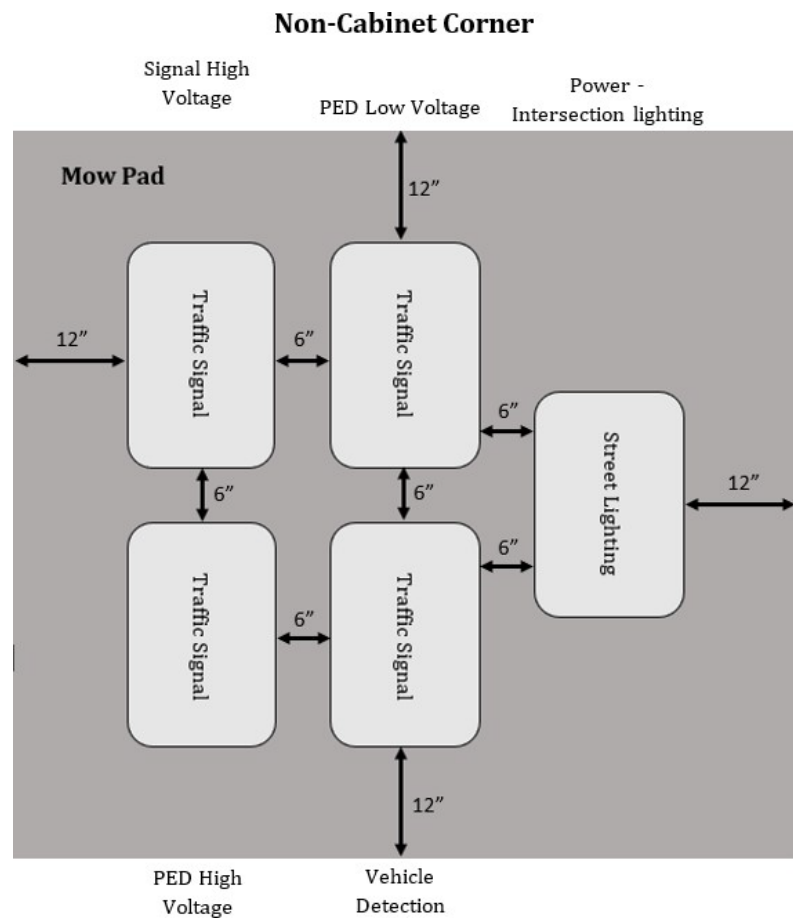 Non-Cabinet Corner
Signal High
Voltage
PED Low Voltage
Power -
Intersection lighting
Mow Pad
12”
Traffic Signal
Traffic Signal
12”
6”
6”
Street Lighting
12”
6”
6”
6”
Traffic Signal
Traffic Signal
6”
12”
PED High
Voltage
Vehicle
Detection